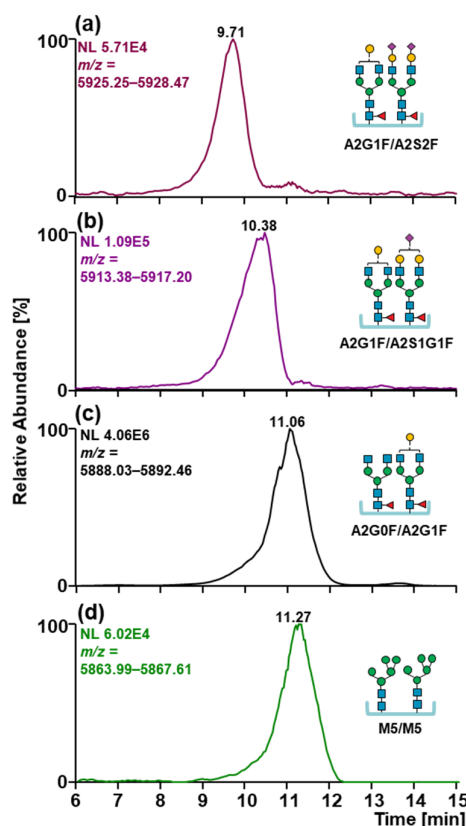 (a)
9.71
100
NL 5.71E4
m/z =
5925.25–5928.47
A2G1F/A2S2F
0
(b)
10.38
100
NL 1.09E5
m/z =
5913.38–5917.20
A2G1F/A2S1G1F
0
Relative Abundance [%]
(c)
11.06
100
NL 4.06E6
m/z =
5888.03–5892.46
A2G0F/A2G1F
0
(d)
11.27
100
NL 6.02E4
m/z =
5863.99–5867.61
M5/M5
0
6 7 8 9 10 11 12 13 14 15
Time [min]